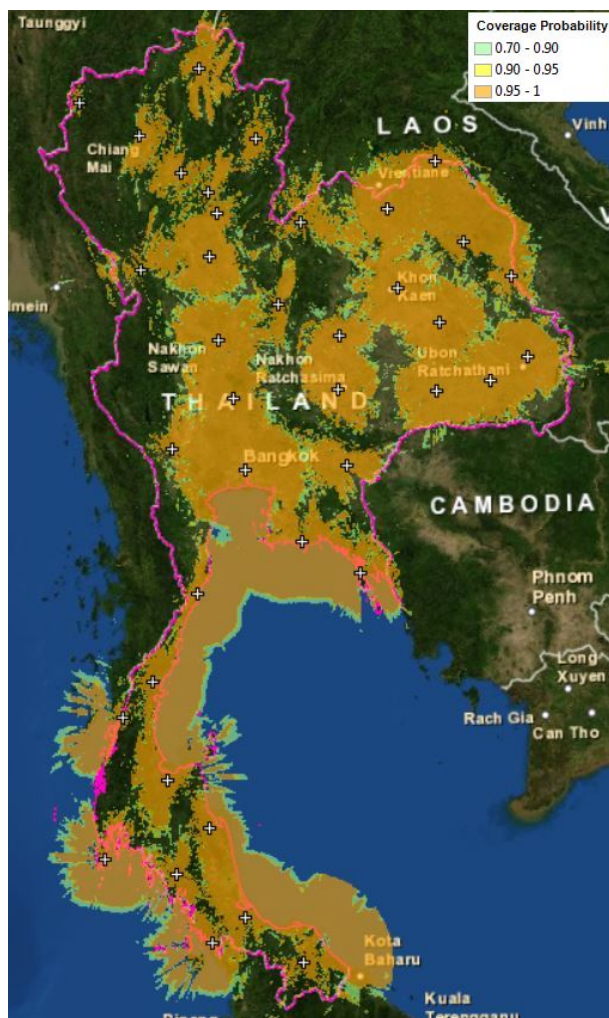 Taunggyi
Coverage Probability
0.70 - 0.90
0.90 - 0.95
0.95 - 1
Vinh
LAOS
Chiang
Mai
Vientiane
Khon
Kaen
lmein
Nakhon
Sawan
Nakhon
Ratchasima
Ubon
Ratchathani
THAILAND
Bangkok
CAMBODIA
Phnom
Penh
Long
Xuyen
Rach Gia
Can Tho
Kota
Baharu
Kuala
Terengganu